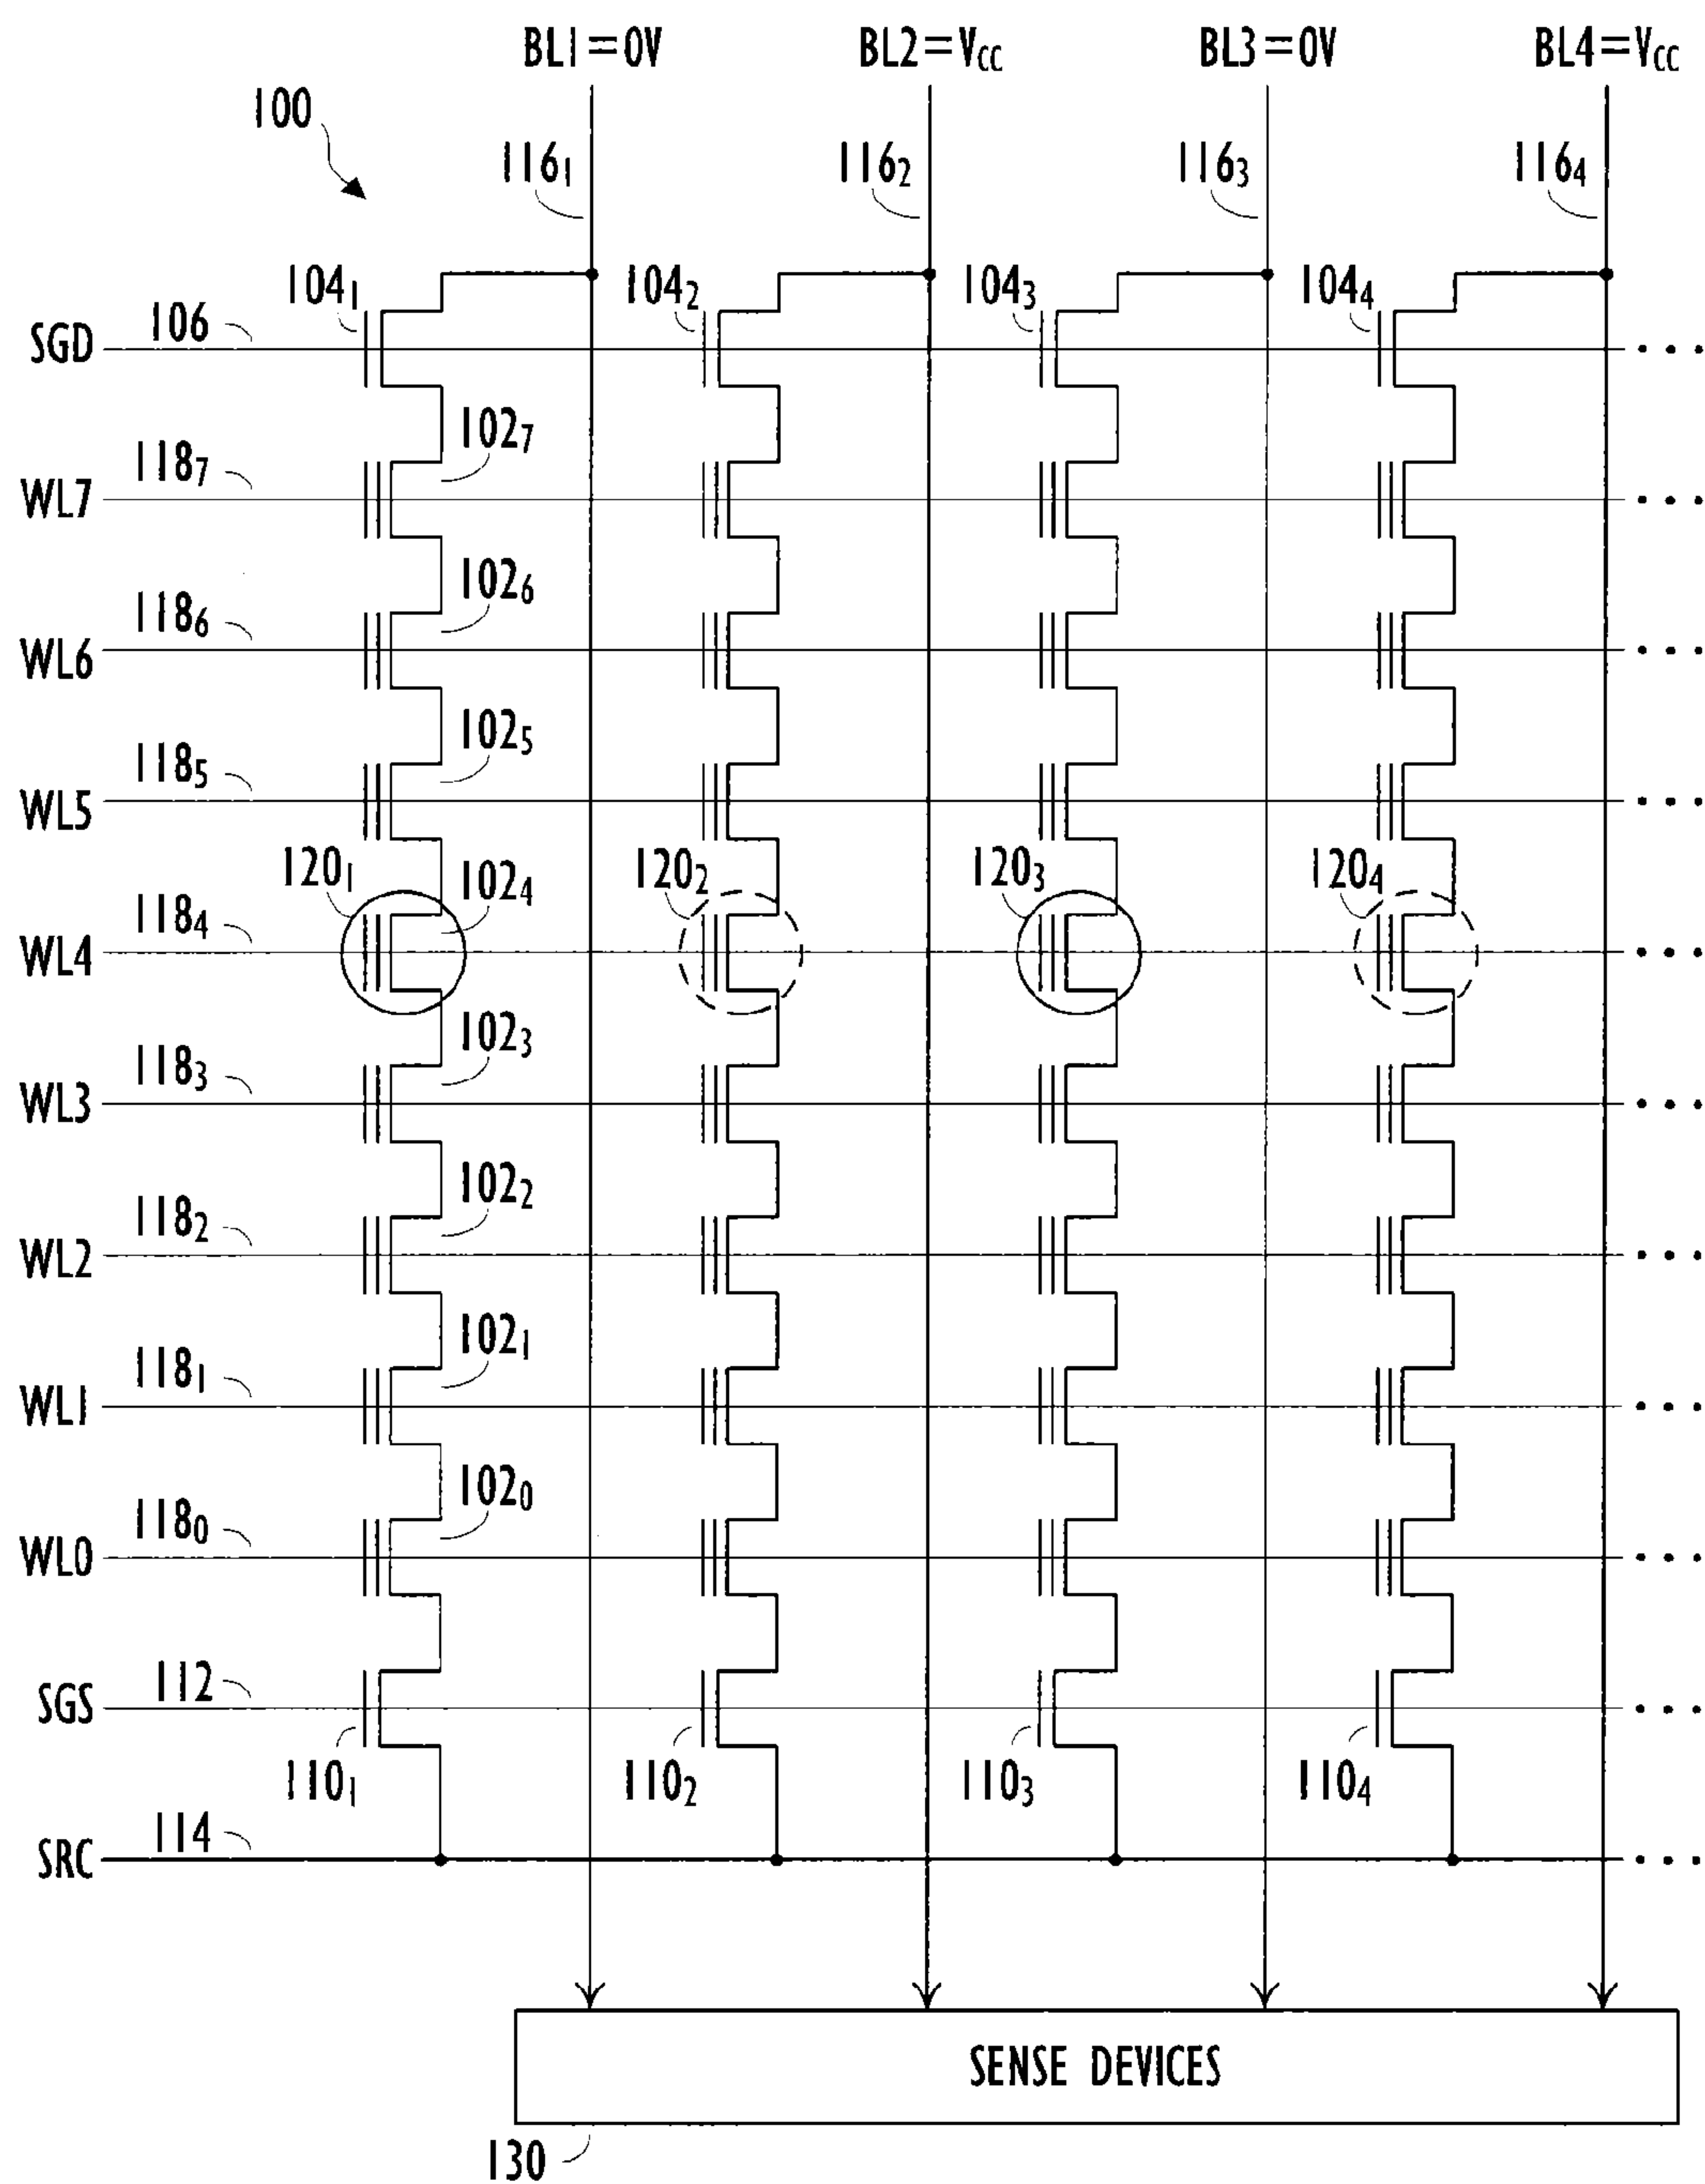 BL1=0V BL2=V_CC BL3=0V BL4=V_CC
100
116₁ 116₂ 116₃ 116₄
104₁ 104₂ 104₃ 104₄
SGD 106
102₇
WL7 118₇
102₆
WL6 118₆
102₅
WL5 118₅
120₁ 102₄ 120₂ 120₃ 120₄
WL4 118₄
102₃
WL3 118₃
102₂
WL2 118₂
102₁
WL1 118₁
102₀
WL0 118₀
SGS 112
110₁ 110₂ 110₃ 110₄
SRC 114
SENSE DEVICES
130